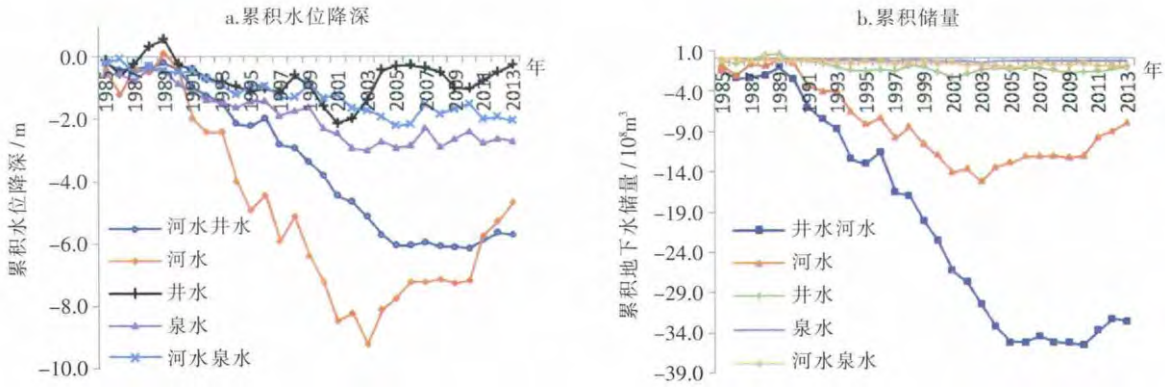 a.累积水位降深
0.0
-2.0
-4.0
-6.0
-8.0
-10.0
累积水位降深/m
1985 1987 1989 1991 1993 1995 1997 1999 2001 2003 2005 2007 2009 2011 2013
年
河水井水
河水
井水
泉水
河水泉水
b.累积储量
1.0
-4.0
-9.0
-14.0
-19.0
-24.0
-29.0
-34.0
-39.0
累积地下水储量/10⁸m³
1985 1987 1989 1991 1993 1995 1997 1999 2001 2003 2005 2007 2009 2011 2013
年
井水河水
河水
井水
泉水
河水泉水